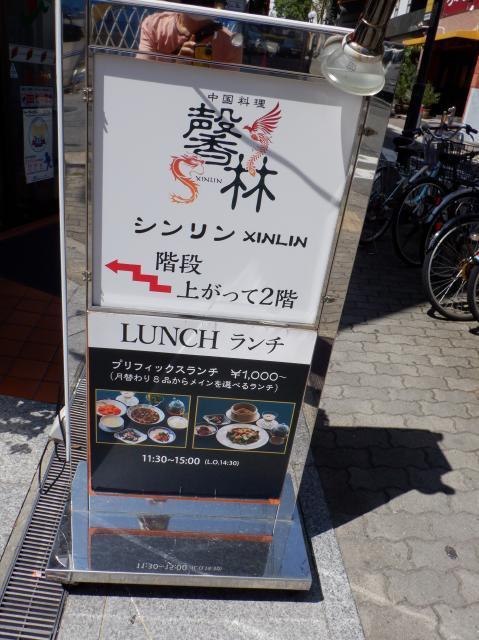 中国料理
馨香林
XINLIN
シンリン XINLIN
階段
上がって2階
LUNCH ランチ
プリフィックスランチ ¥1,000~
(月替わり8品からメインを選べるランチ)
11:30~15:00 (L.O.14:30)